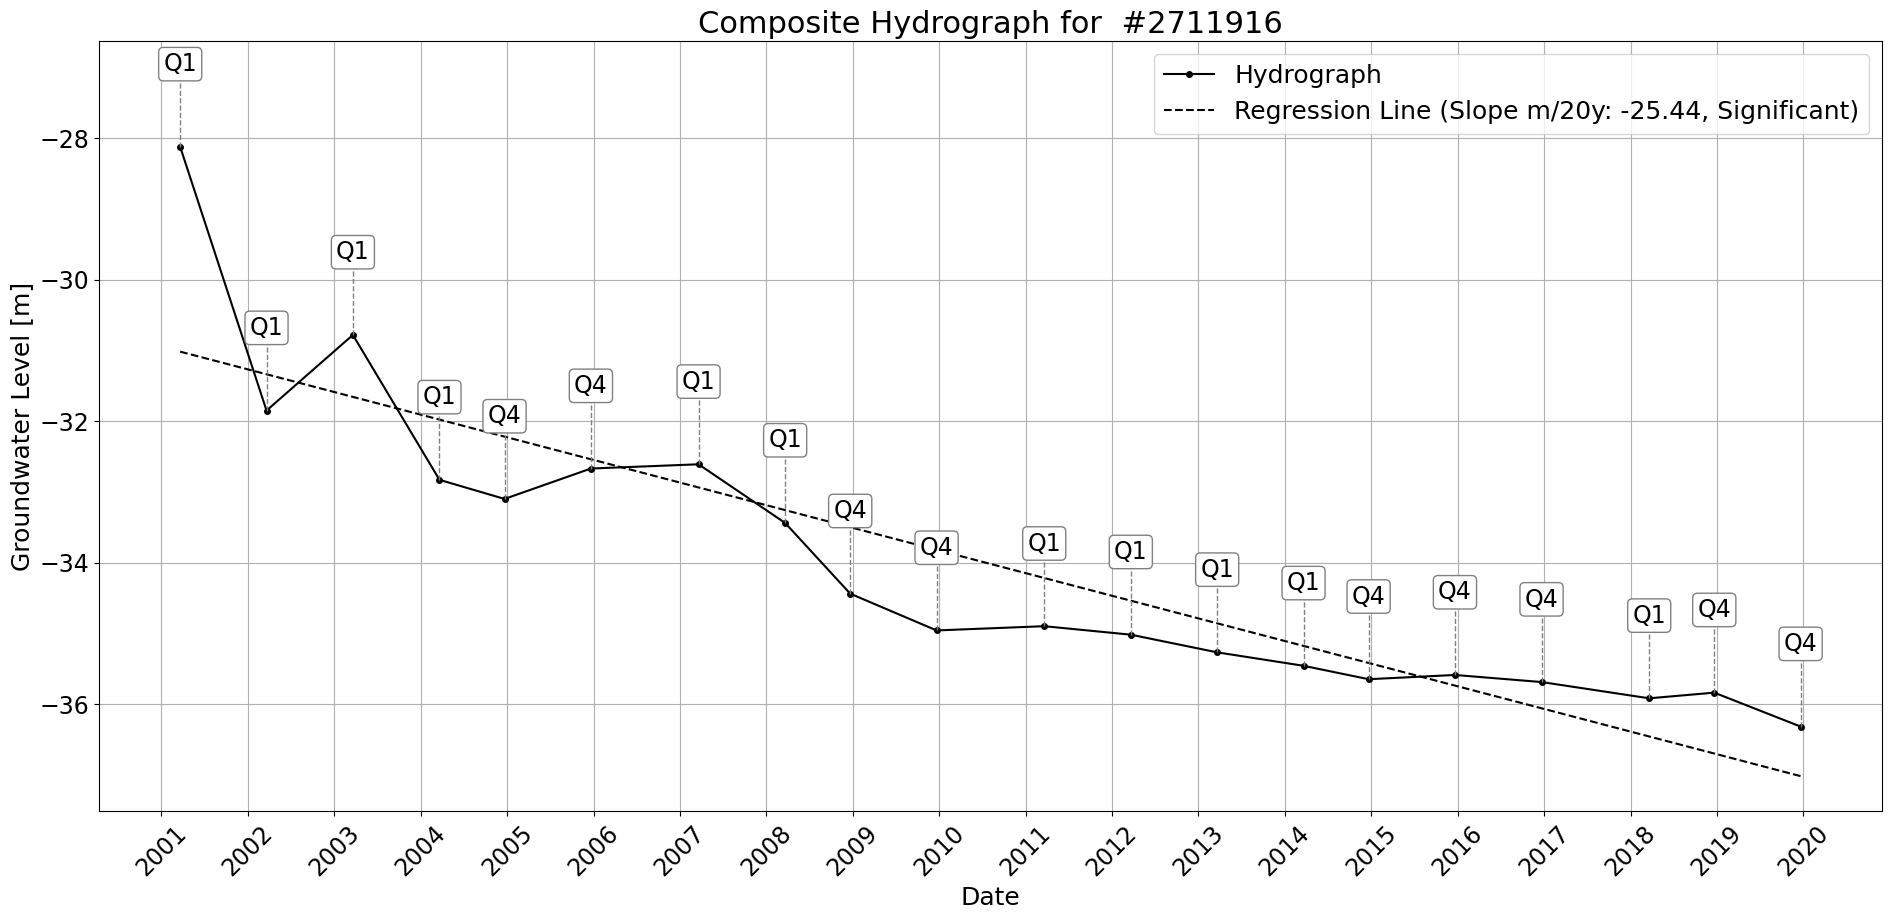 Composite Hydrograph for  #2711916
Hydrograph
Regression Line (Slope m/20y: -25.44, Significant)
Groundwater Level [m]
−28
−30
−32
−34
−36
Q1
Q1
Q1
Q1
Q4
Q4
Q1
Q1
Q4
Q4
Q1
Q1
Q1
Q1
Q4
Q4
Q4
Q1
Q4
Q4
2001
2002
2003
2004
2005
2006
2007
2008
2009
2010
2011
2012
2013
2014
2015
2016
2017
2018
2019
2020
Date